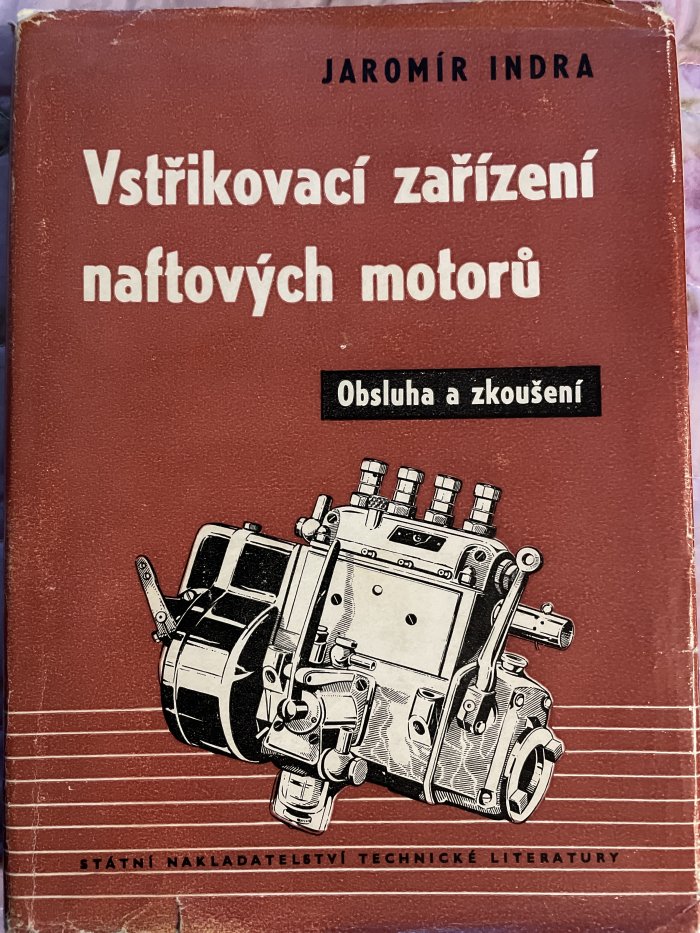 JAROMÍR INDRA
Vstřikovací zařízení
naftových motorů
Obsluha a zkoušení
STÁTNÍ NAKLADATELSTVÍ TECHNICKÉ LITERATURY